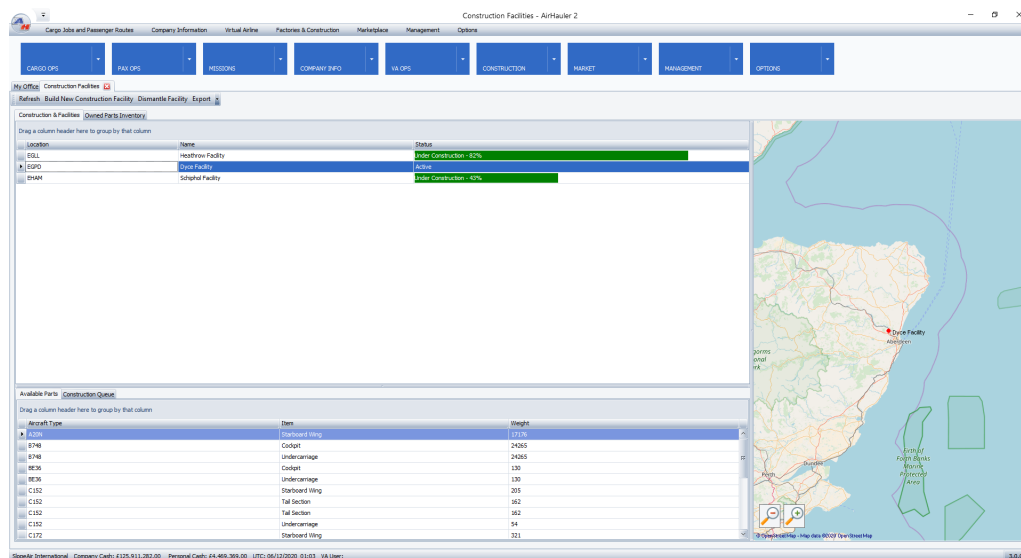 Construction Facilities - AirHauler 2
Cargo Jobs and Passenger Routes Company Information Virtual Airline Factories & Construction Marketplace Management Options
CARGO OPS PAX OPS MISSIONS COMPANY INFO VA OPS CONSTRUCTION MARKET MANAGEMENT OPTIONS
My Office Construction Facilities
Refresh Build New Construction Facility Dismantle Facility Export
Construction & Facilities Owned Parts Inventory
Drag a column header here to group by that column
Location Name Status
EGLL Heathrow Facility Under Construction - 82%
EGPD Dyce Facility Active
EHAM Schiphol Facility Under Construction - 43%
Dyce Facility
Aberdeen
Dundee
Perth
Firth of
Forth Banks
Marine
Protected
Area
Available Parts Construction Queue
Drag a column header here to group by that column
Aircraft Type Item Weight
A20N Starboard Wing 17176
B748 Cockpit 24265
B748 Undercarriage 24265
BE36 Cockpit 130
BE36 Undercarriage 130
C152 Starboard Wing 205
C152 Tail Section 162
C152 Tail Section 162
C152 Undercarriage 54
C172 Starboard Wing 321
© OpenStreetMap - Map data ©2020 OpenStreetMap
SlopeAir International Company Cash: £125,911,282.00 Personal Cash: £4,469,369.00 UTC: 06/12/2020 01:03 VA User: